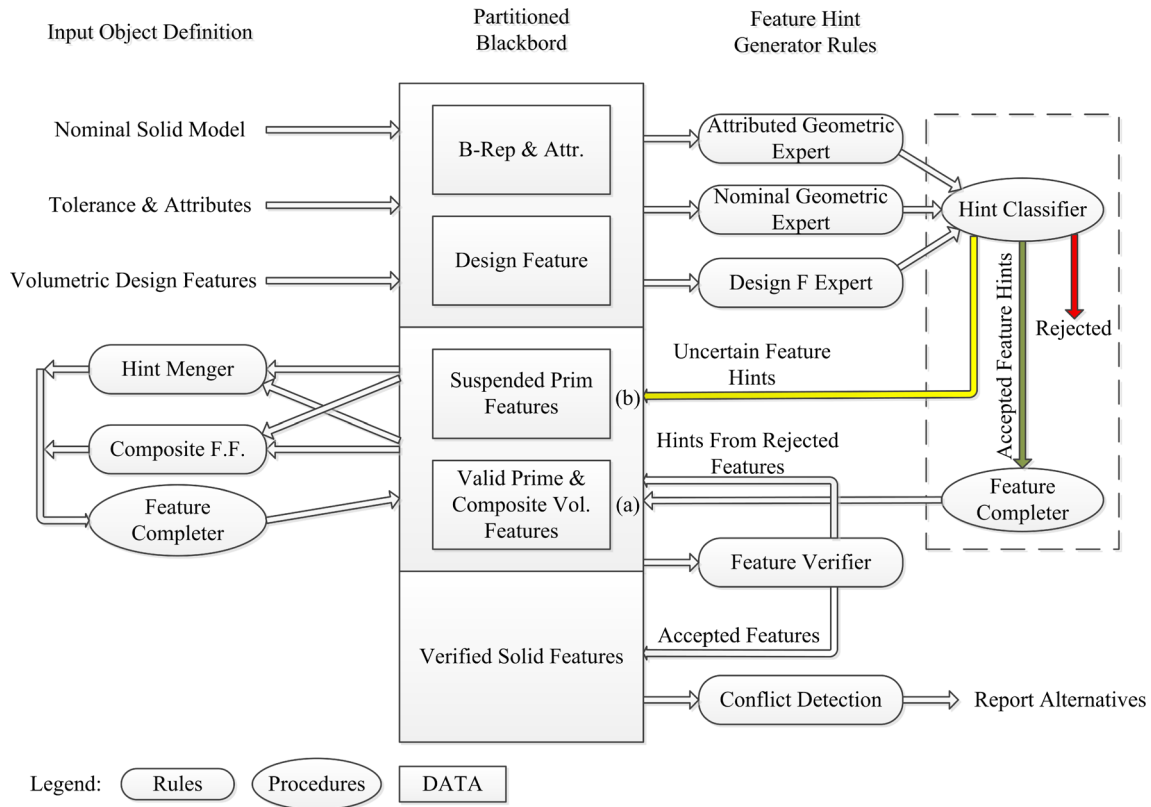 Input Object Definition
Partitioned
Blackbord
Feature Hint
Generator Rules
Nominal Solid Model
Tolerance & Attributes
Volumetric Design Features
B-Rep & Attr.
Design Feature
Attributed Geometric
Expert
Nominal Geometric
Expert
Design F Expert
Hint Classifier
Accepted Feature Hints
Rejected
Hint Menger
Composite F.F.
Feature
Completer
Suspended Prim
Features
(b)
Uncertain Feature
Hints
Valid Prime &
Composite Vol.
Features
(a)
Hints From Rejected
Features
Feature
Completer
Feature Verifier
Accepted Features
Verified Solid Features
Conflict Detection
Report Alternatives
Legend:
Rules
Procedures
DATA